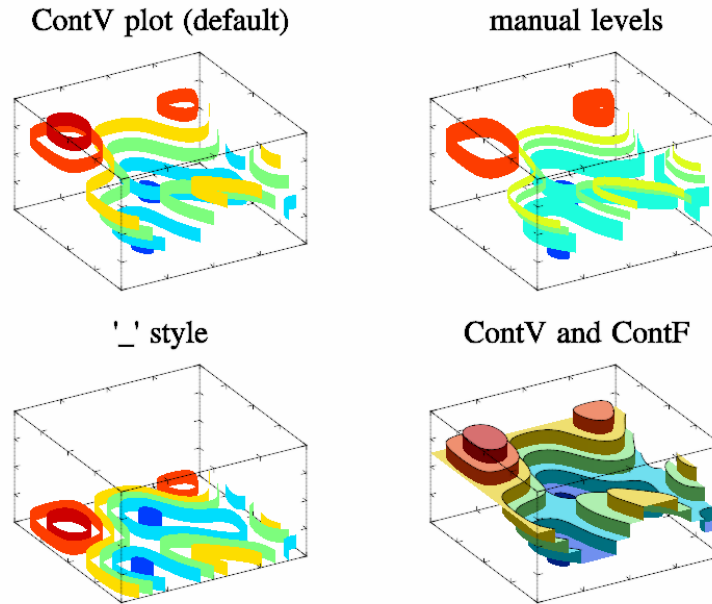 ContV plot (default)
manual levels
'_' style
ContV and ContF